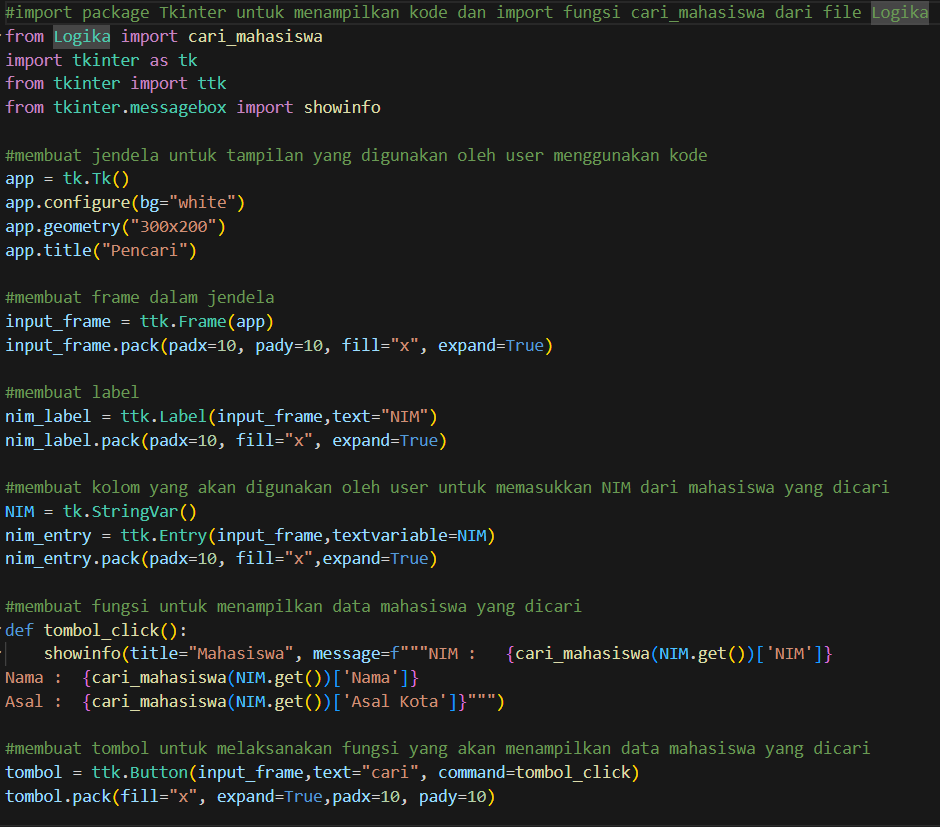 #import package Tkinter untuk menampilkan kode dan import fungsi cari_mahasiswa dari file Logika
from Logika import cari_mahasiswa
import tkinter as tk
from tkinter import ttk
from tkinter.messagebox import showinfo
#membuat jendela untuk tampilan yang digunakan oleh user menggunakan kode
app = tk.Tk()
app.configure(bg="white")
app.geometry("300x200")
app.title("Pencari")
#membuat frame dalam jendela
input_frame = ttk.Frame(app)
input_frame.pack(padx=10, pady=10, fill="x", expand=True)
#membuat label
nim_label = ttk.Label(input_frame,text="NIM")
nim_label.pack(padx=10, fill="x", expand=True)
#membuat kolom yang akan digunakan oleh user untuk memasukkan NIM dari mahasiswa yang dicari
NIM = tk.StringVar()
nim_entry = ttk.Entry(input_frame,textvariable=NIM)
nim_entry.pack(padx=10, fill="x",expand=True)
#membuat fungsi untuk menampilkan data mahasiswa yang dicari
def tombol_click():
    showinfo(title="Mahasiswa", message=f"""NIM :   {cari_mahasiswa(NIM.get())['NIM']}
Nama :  {cari_mahasiswa(NIM.get())['Nama']}
Asal :  {cari_mahasiswa(NIM.get())['Asal Kota']}""")
#membuat tombol untuk melaksanakan fungsi yang akan menampilkan data mahasiswa yang dicari
tombol = ttk.Button(input_frame,text="cari", command=tombol_click)
tombol.pack(fill="x", expand=True,padx=10, pady=10)